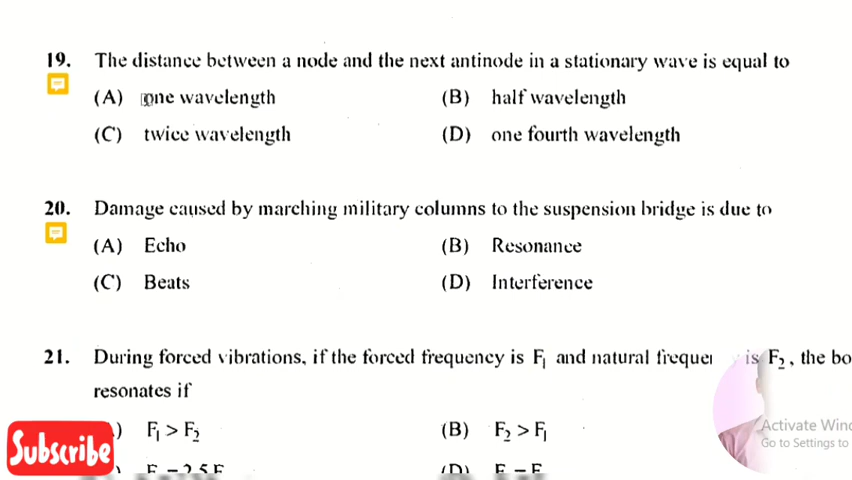 19. The distance between a node and the next antinode in a stationary wave is equal to
(A) one wavelength (B) half wavelength
(C) twice wavelength (D) one fourth wavelength
20. Damage caused by marching military columns to the suspension bridge is due to
(A) Echo (B) Resonance
(C) Beats (D) Interference
21. During forced vibrations, if the forced frequency is F₁ and natural is F₂, the
resonates if
F₁ > F₂ (B) F₂ > F₁
Subscribe
Activate
Go to Settings to